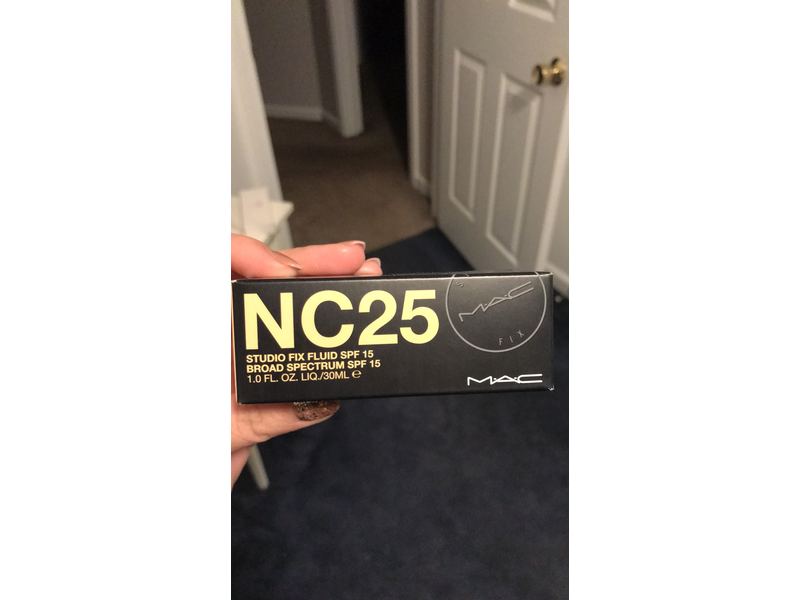 NC25
STUDIO FIX FLUID SPF 15
BROAD SPECTRUM SPF 15
1.0 FL. OZ. LIQ./30ML ℮
MAC
FIX
MAC